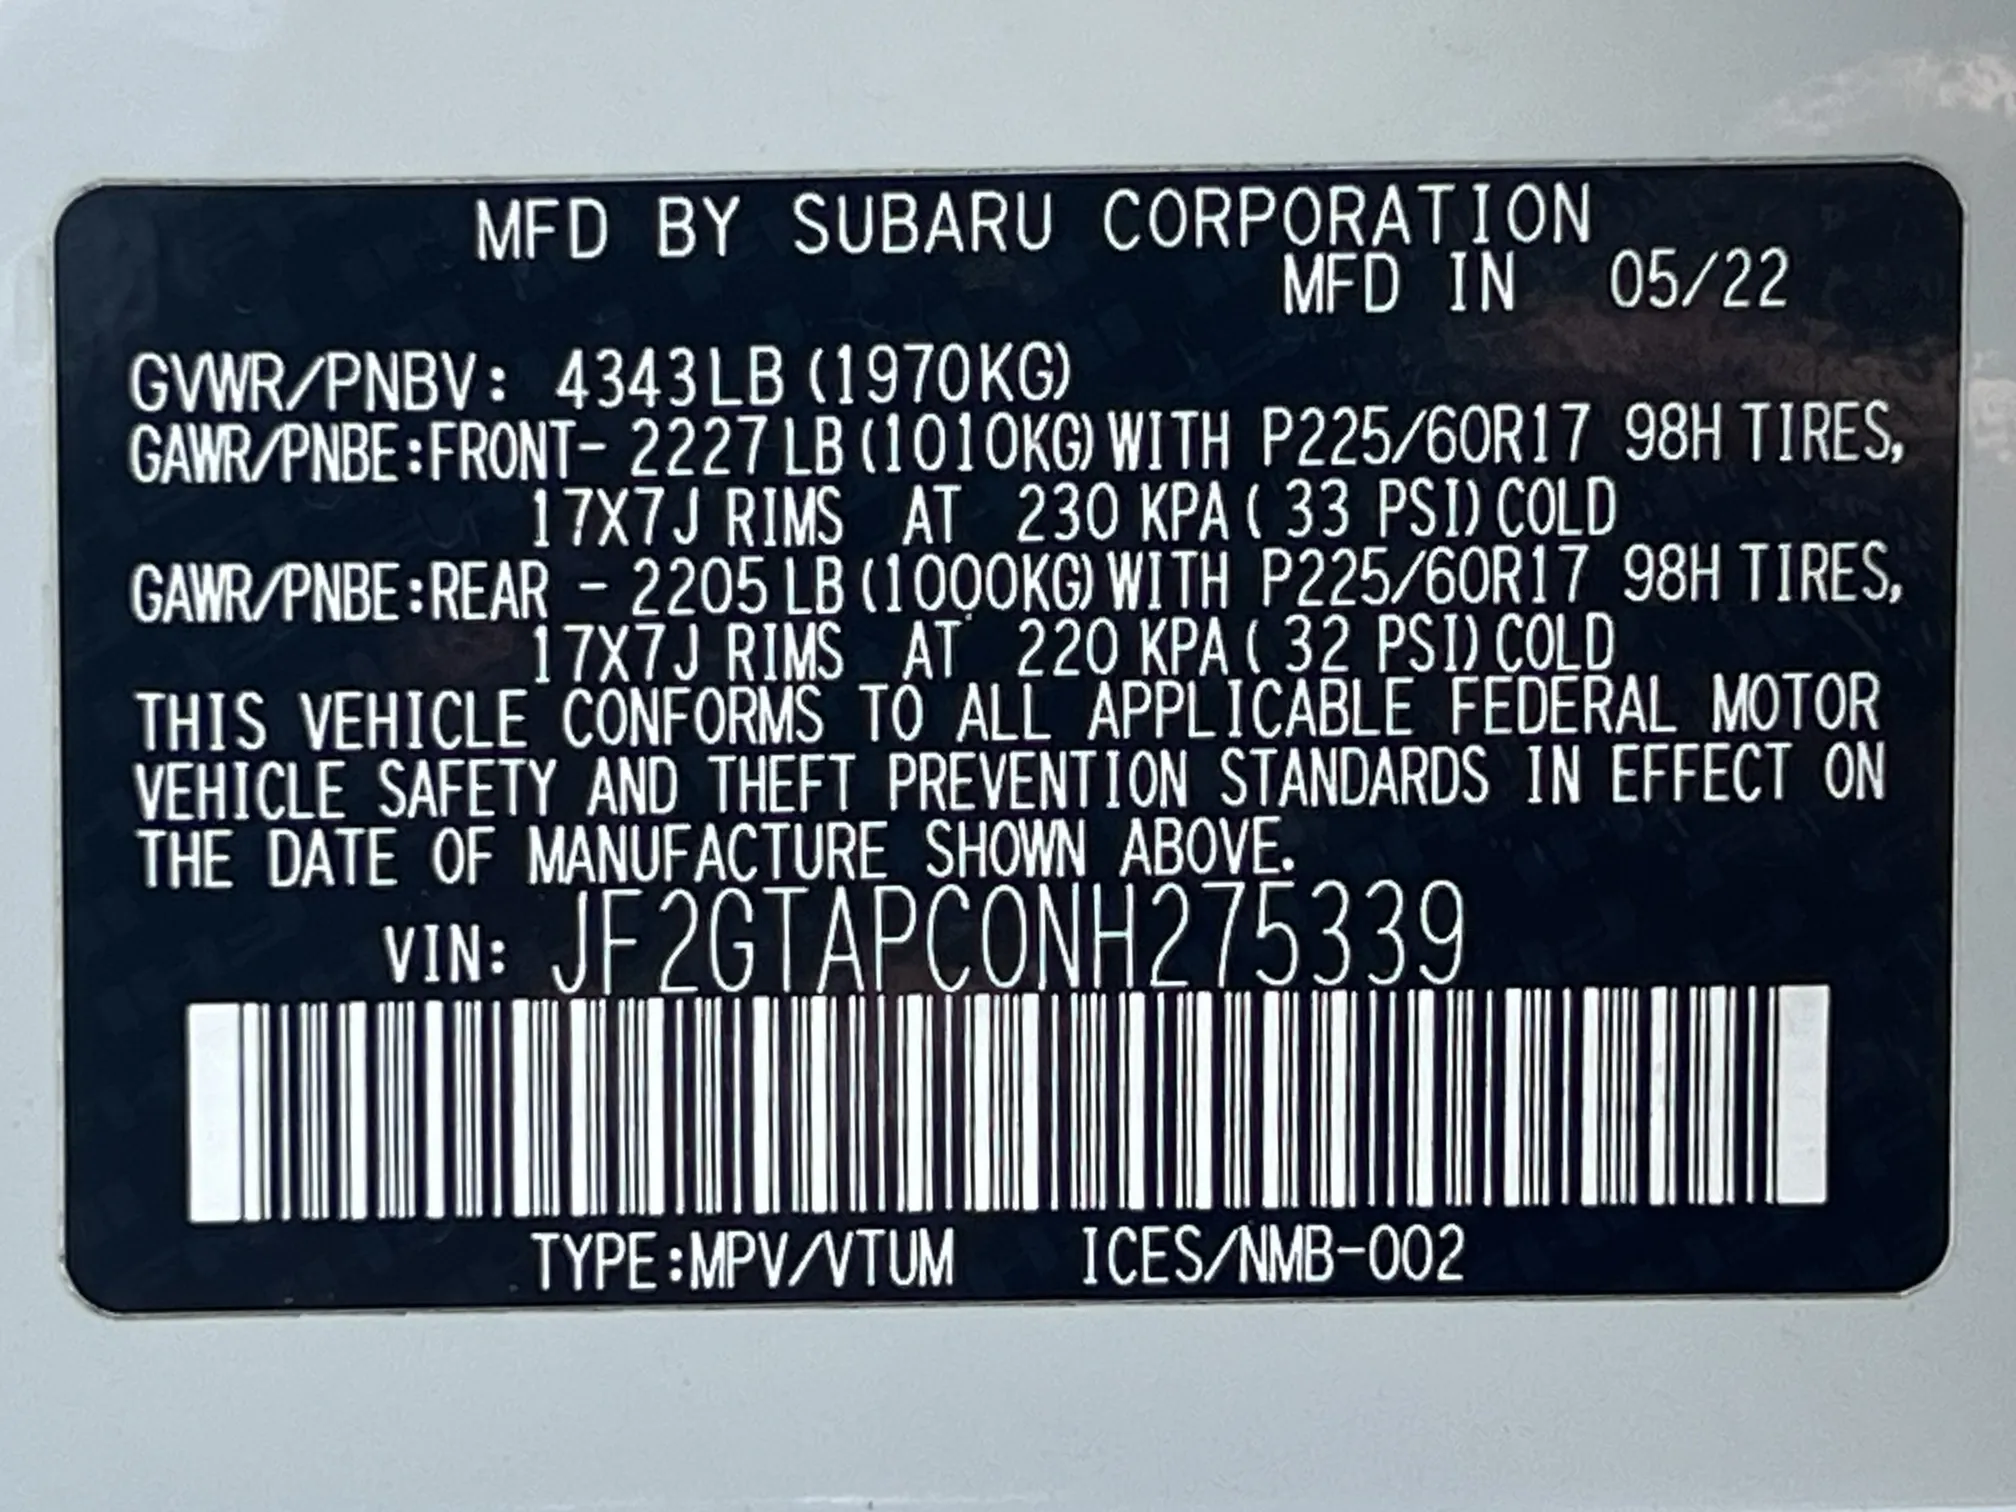 MFD BY SUBARU CORPORATION
MFD IN 05/22
GVWR/PNBV: 4343LB (1970KG)
GAWR/PNBE:FRONT- 2227LB (1010KG) WITH P225/60R17 98H TIRES,
17X7J RIMS AT 230 KPA ( 33 PSI) COLD
GAWR/PNBE:REAR - 2205LB (1000KG) WITH P225/60R17 98H TIRES,
17X7J RIMS AT 220 KPA ( 32 PSI) COLD
THIS VEHICLE CONFORMS TO ALL APPLICABLE FEDERAL MOTOR
VEHICLE SAFETY AND THEFT PREVENTION STANDARDS IN EFFECT ON
THE DATE OF MANUFACTURE SHOWN ABOVE.
VIN: JF2GTAPC0NH275339
TYPE:MPV/VTUM ICES/NMB-002